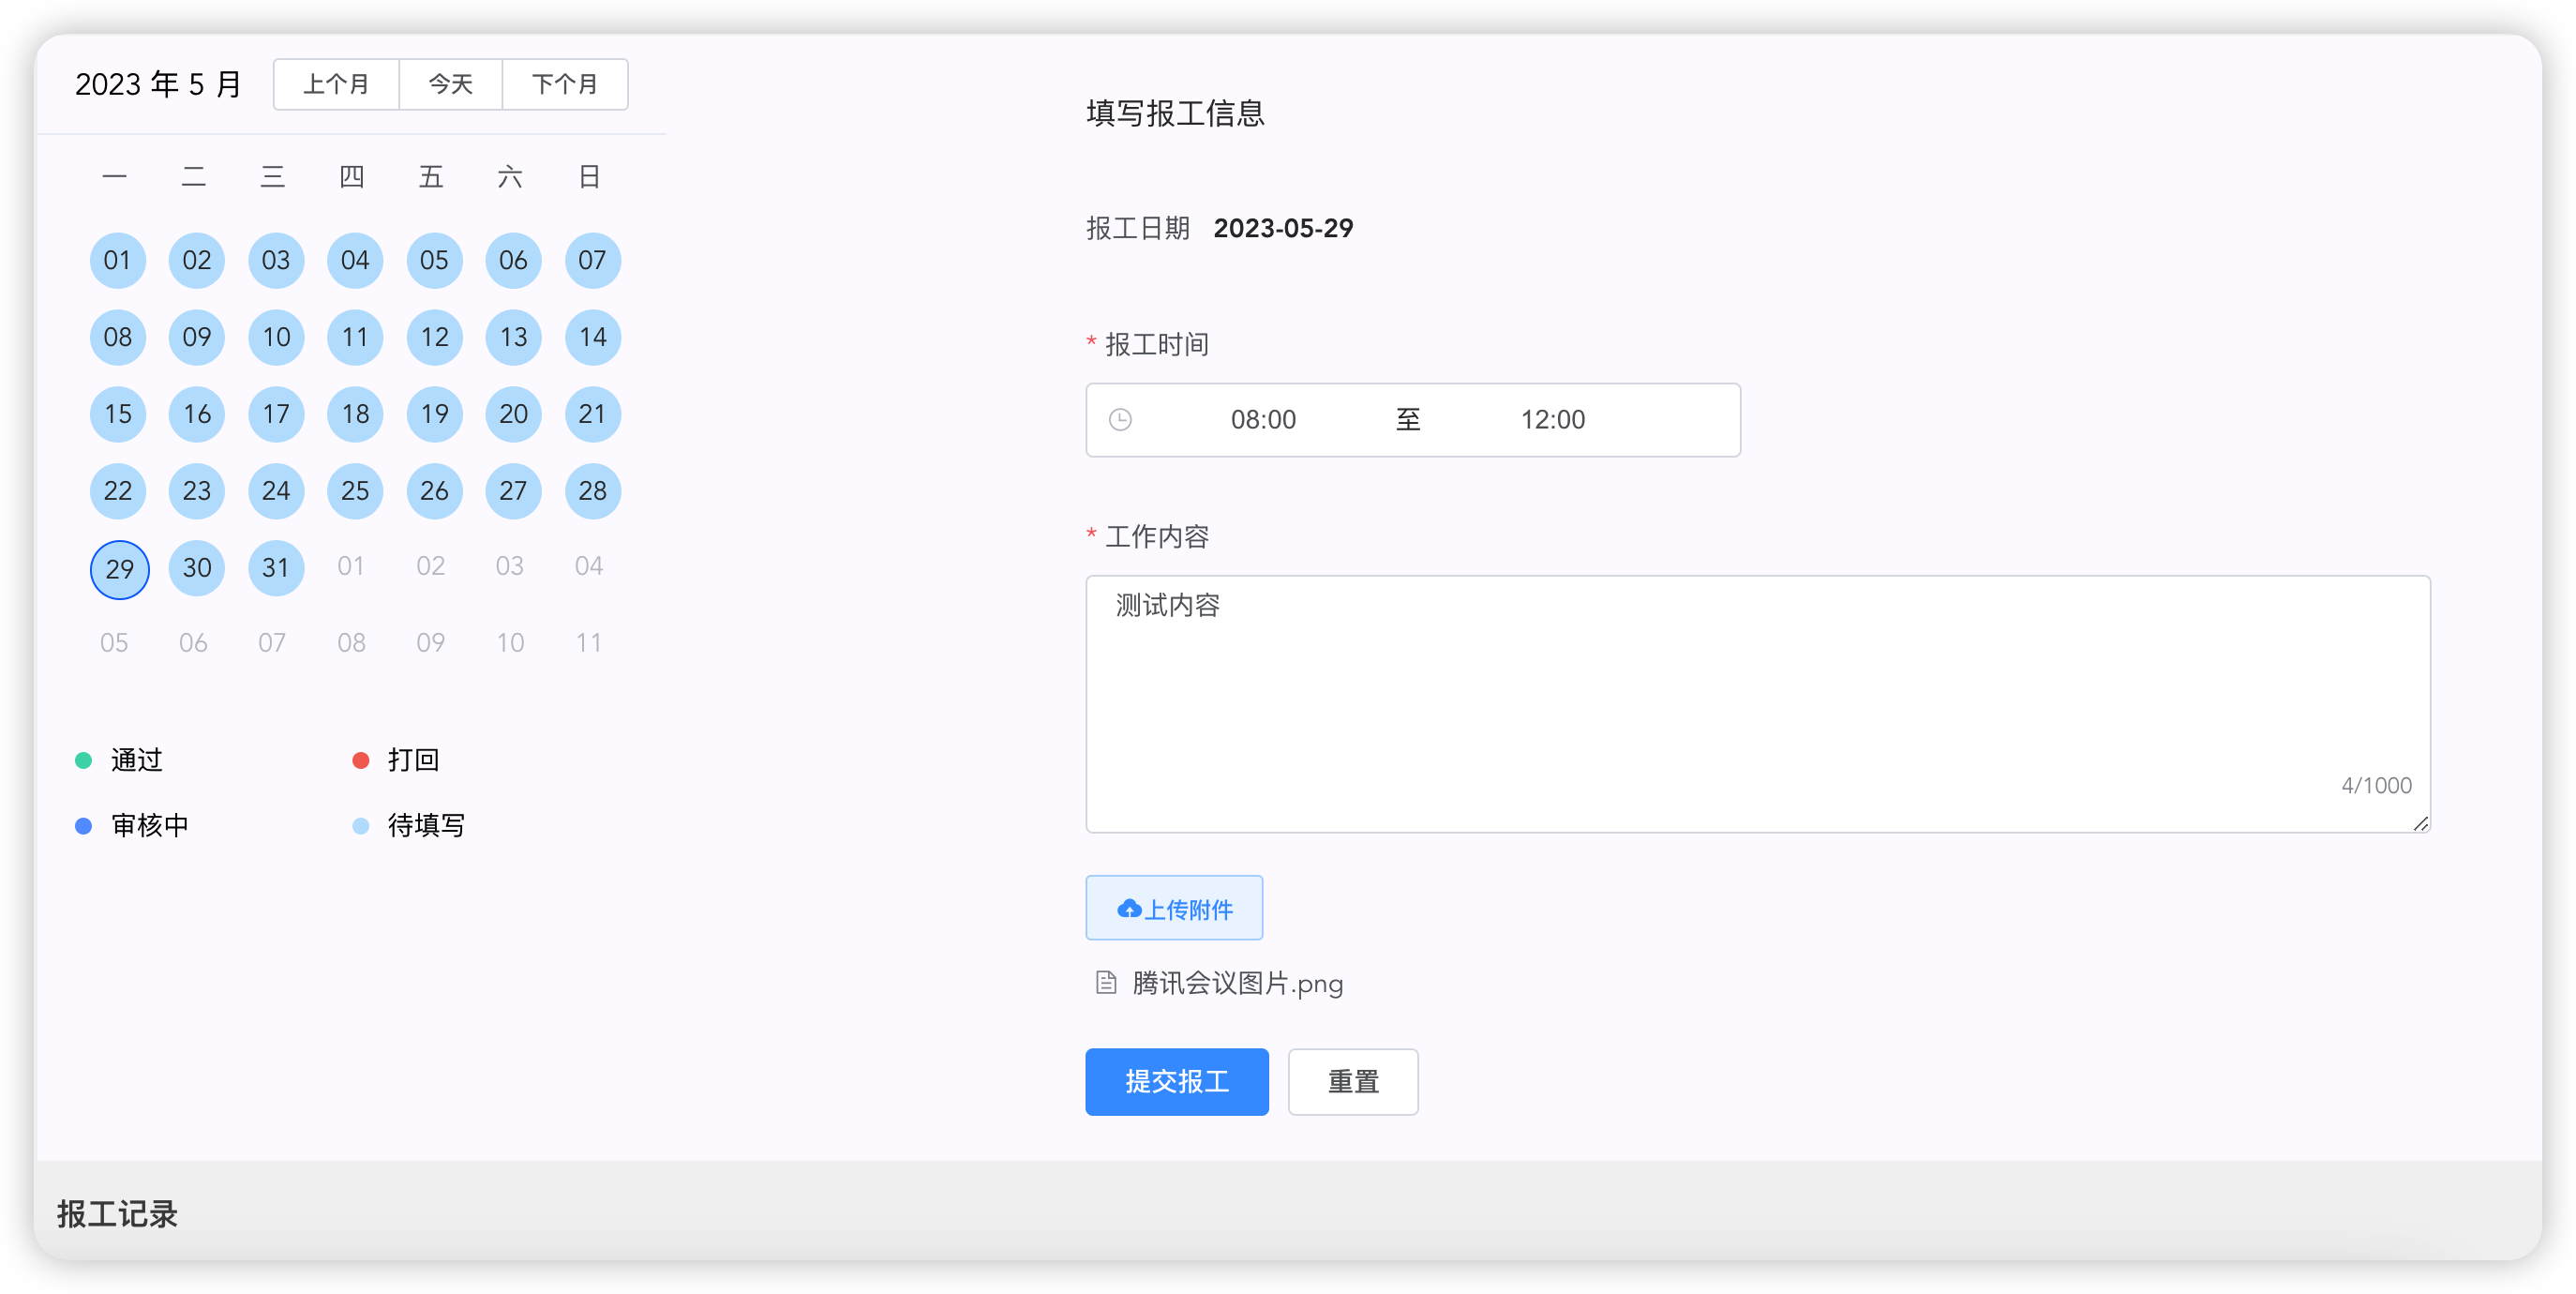 2023 年 5 月 上个月 今天 下个月
一 二 三 四 五 六 日
01 02 03 04 05 06 07
08 09 10 11 12 13 14
15 16 17 18 19 20 21
22 23 24 25 26 27 28
29 30 31 01 02 03 04
05 06 07 08 09 10 11
通过 打回
审核中 待填写
填写报工信息
报工日期 2023-05-29
* 报工时间
08:00 至 12:00
* 工作内容
测试内容
4/1000
上传附件
腾讯会议图片.png
提交报工 重置
报工记录